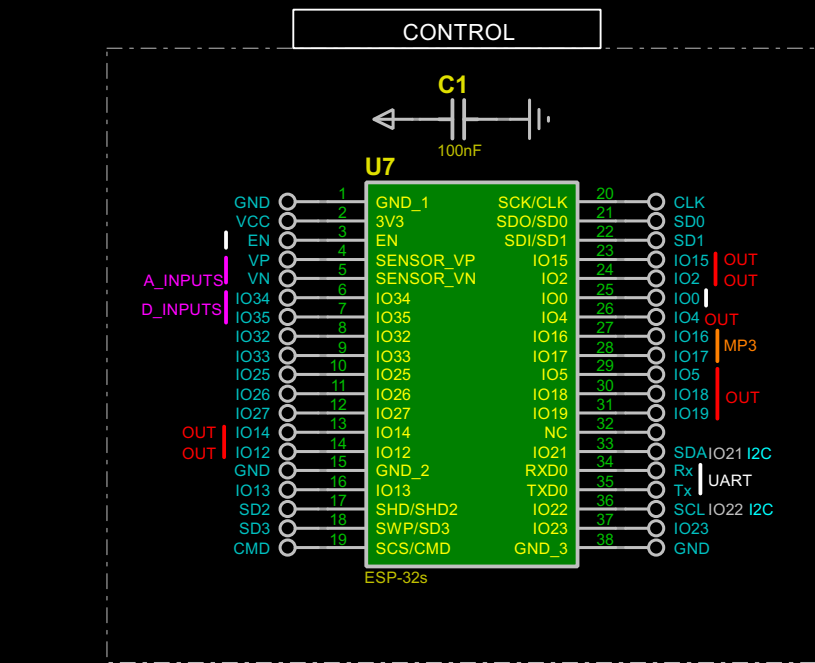 CONTROL
C1
100nF
U7
GND 1 GND_1 SCK/CLK 20 CLK
VCC 2 3V3 SDO/SD0 21 SD0
EN 3 EN SDI/SD1 22 SD1
VP 4 SENSOR_VP IO15 23 IO15 OUT
A_INPUTS VN 5 SENSOR_VN IO2 24 IO2 OUT
IO34 6 IO34 IO0 25 IO0
D_INPUTS IO35 7 IO35 IO4 26 IO4 OUT
IO32 8 IO32 IO16 27 IO16
MP3
IO33 9 IO33 IO17 28 IO17
IO25 10 IO25 IO5 29 IO5
IO26 11 IO26 IO18 30 IO18 OUT
IO27 12 IO27 IO19 31 IO19
OUT IO14 13 IO14 NC 32
OUT IO12 14 IO12 IO21 33 SDA IO21 I2C
GND 15 GND_2 RXD0 34 Rx
UART
IO13 16 IO13 TXD0 35 Tx
SD2 17 SHD/SHD2 IO22 36 SCL IO22 I2C
SD3 18 SWP/SD3 IO23 37 IO23
CMD 19 SCS/CMD GND_3 38 GND
ESP-32s